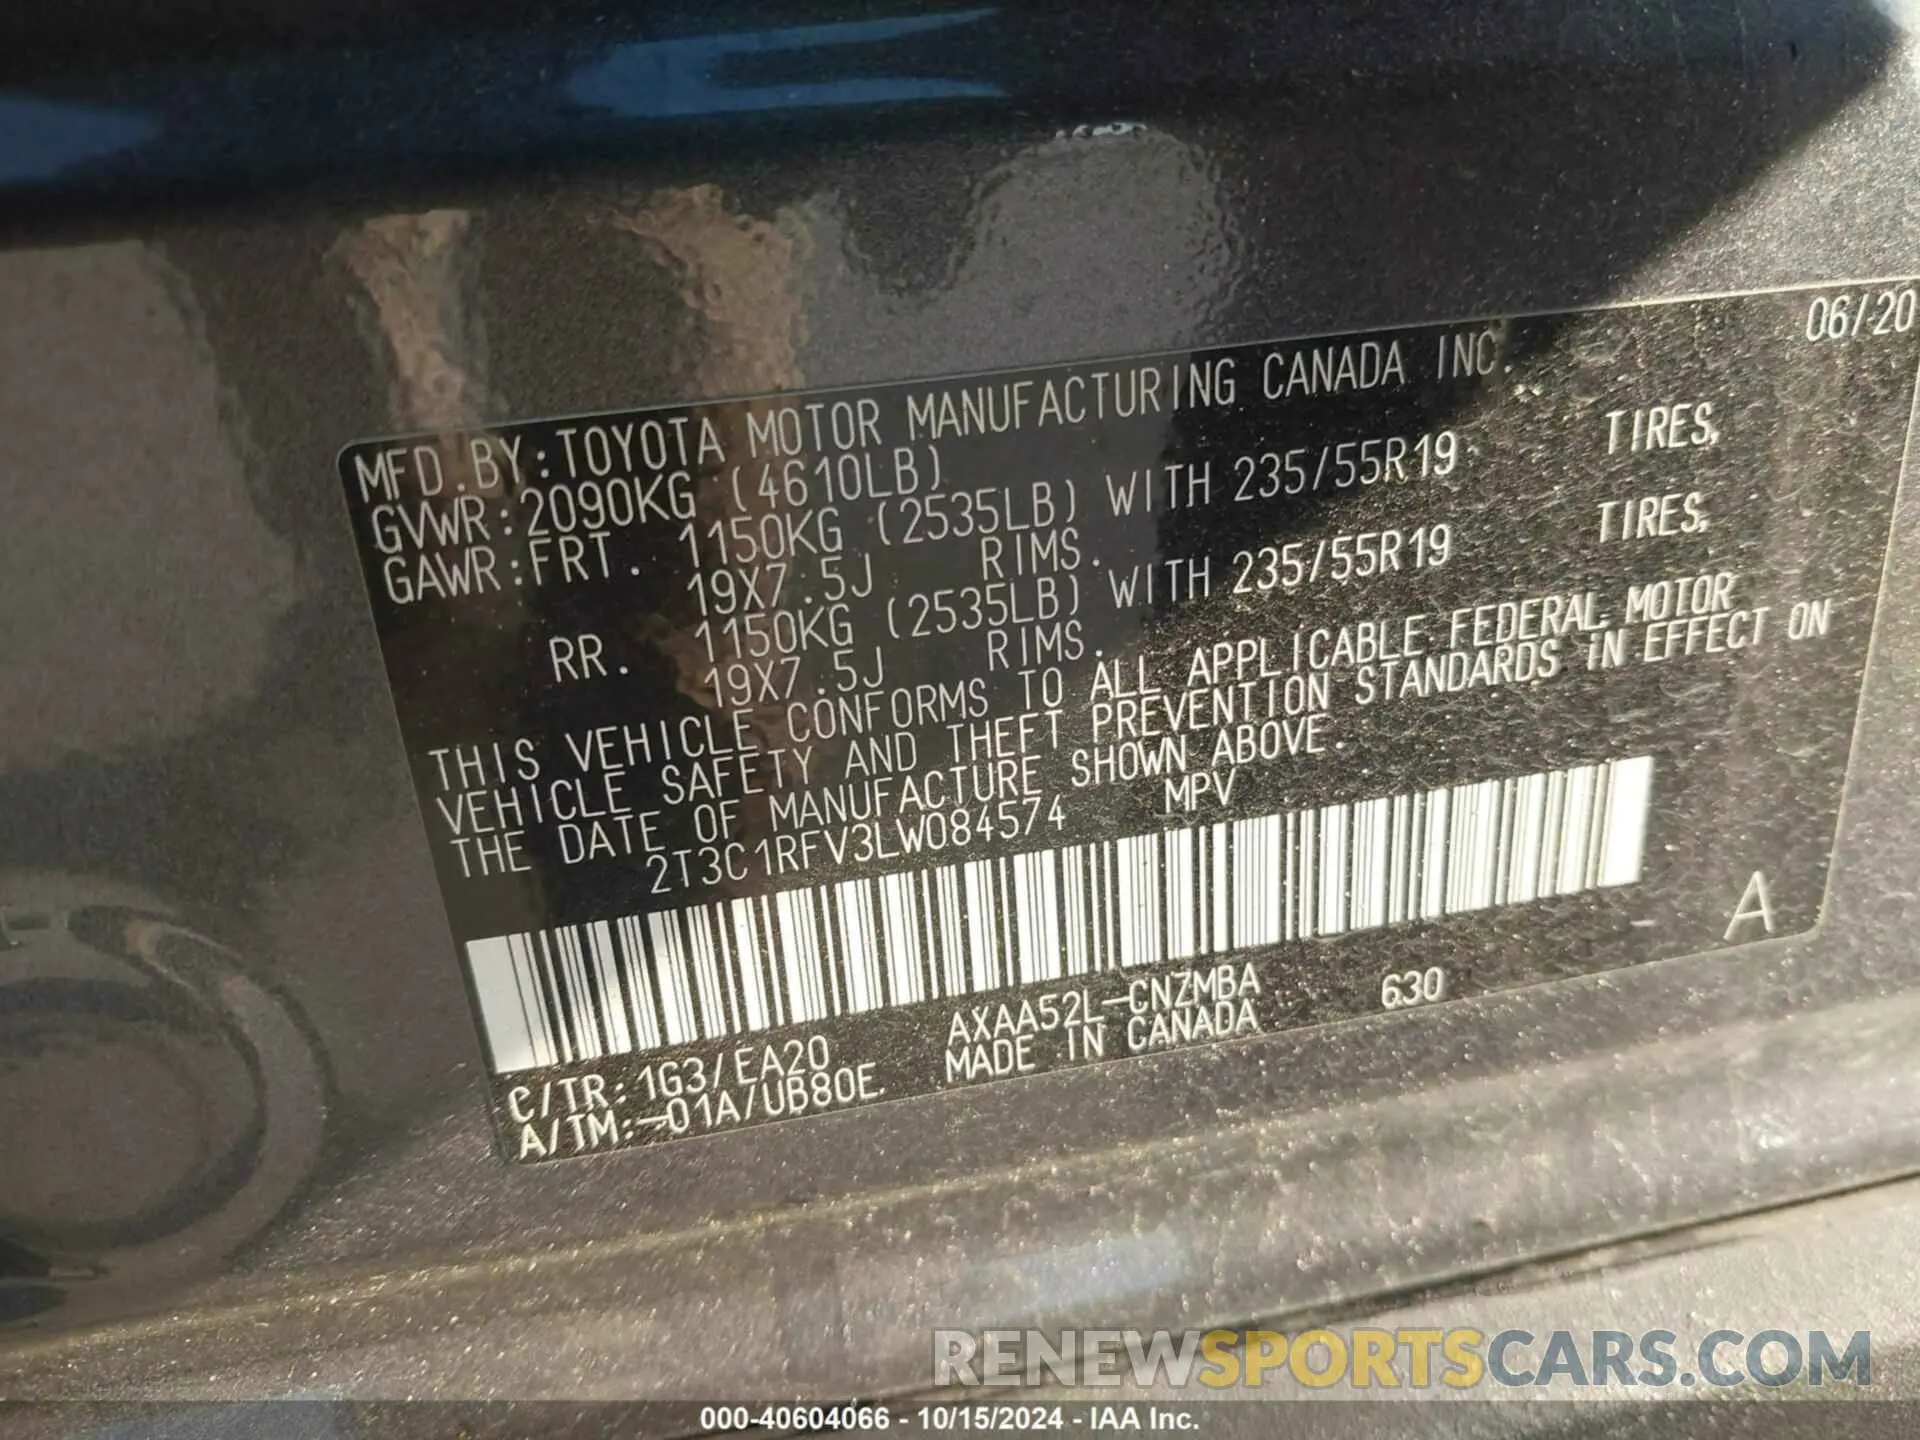 06/20
MFD.BY:TOYOTA MOTOR MANUFACTURING CANADA INC.
GVWR:2090KG (4610LB)
GAWR:FRT. 1150KG (2535LB) WITH 235/55R19 TIRES,
19X7.5J RIMS.
RR. 1150KG (2535LB) WITH 235/55R19 TIRES,
19X7.5J RIMS.
THIS VEHICLE CONFORMS TO ALL APPLICABLE FEDERAL MOTOR
VEHICLE SAFETY AND THEFT PREVENTION STANDARDS IN EFFECT ON
THE DATE OF MANUFACTURE SHOWN ABOVE.
2T3C1RFV3LW084574 MPV
A
AXAA52L-CNZMBA 630
C/TR:1G3/EA20 MADE IN CANADA
A/TM:-01A/UB80E
RENEWSPORTSCARS.COM
000-40604066 - 10/15/2024 - IAA Inc.